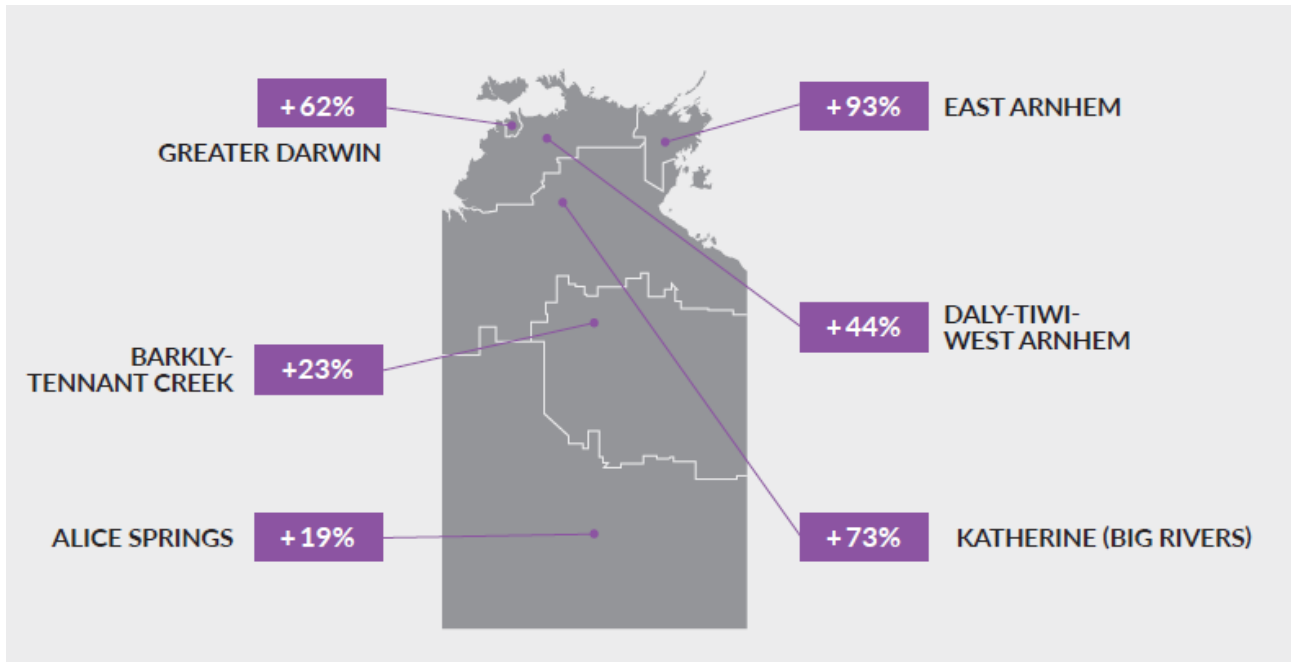 +62%
GREATER DARWIN
+93%
EAST ARNHEM
+44%
DALY-TIWI-
WEST ARNHEM
BARKLY-
TENNANT CREEK
+23%
ALICE SPRINGS
+19%
+73%
KATHERINE (BIG RIVERS)